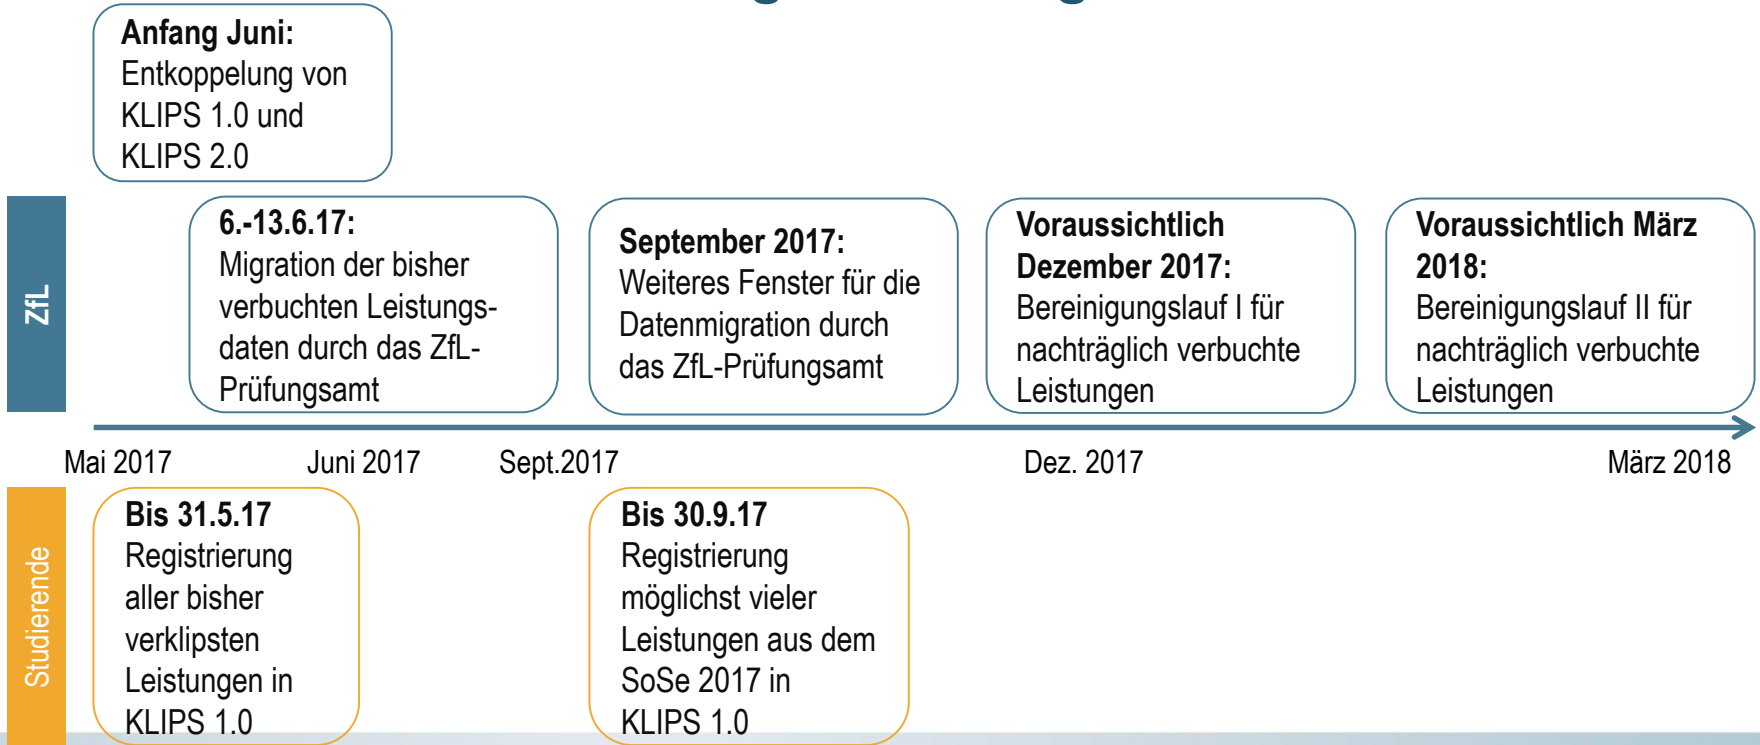 Anfang Juni:
Entkoppelung von
KLIPS 1.0 und
KLIPS 2.0
ZfL
6.-13.6.17:
Migration der bisher
verbuchten Leistungs-
daten durch das ZfL-
Prüfungsamt
September 2017:
Weiteres Fenster für die
Datenmigration durch
das ZfL-Prüfungsamt
Voraussichtlich
Dezember 2017:
Bereinigungslauf I für
nachträglich verbuchte
Leistungen
Voraussichtlich März
2018:
Bereinigungslauf II für
nachträglich verbuchte
Leistungen
Mai 2017 Juni 2017 Sept.2017 Dez. 2017 März 2018
Studierende
Bis 31.5.17
Registrierung
aller bisher
verklipsten
Leistungen in
KLIPS 1.0
Bis 30.9.17
Registrierung
möglichst vieler
Leistungen aus dem
SoSe 2017 in
KLIPS 1.0